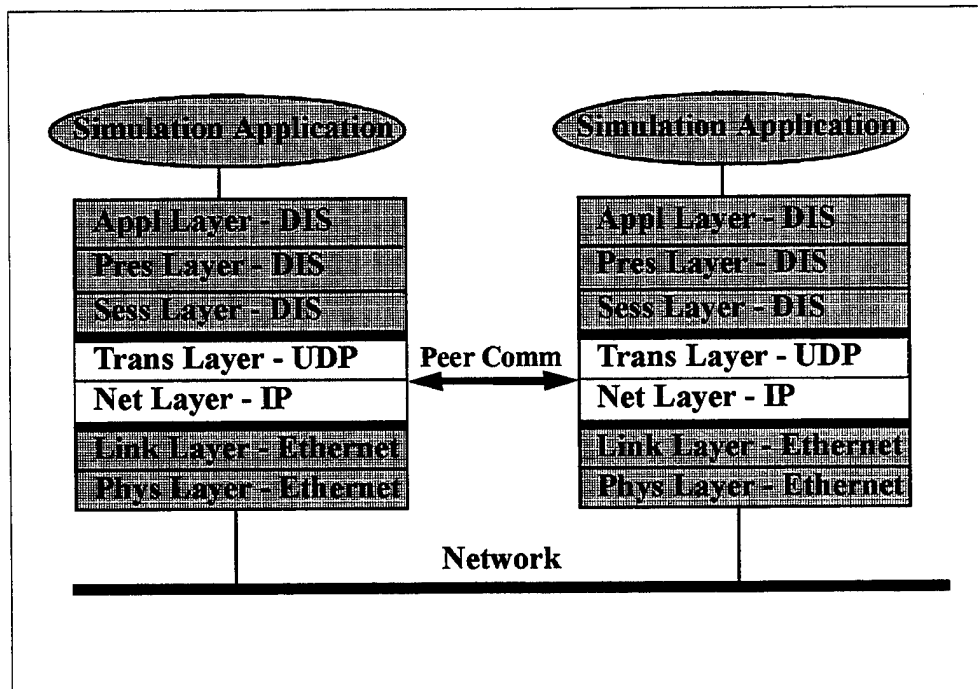 Simulation Application
Appl Layer - DIS
Pres Layer - DIS
Sess Layer - DIS
Trans Layer - UDP
Net Layer - IP
Link Layer - Ethernet
Phys Layer - Ethernet
Peer Comm
Simulation Application
Appl Layer - DIS
Pres Layer - DIS
Sess Layer - DIS
Trans Layer - UDP
Net Layer - IP
Link Layer - Ethernet
Phys Layer - Ethernet
Network